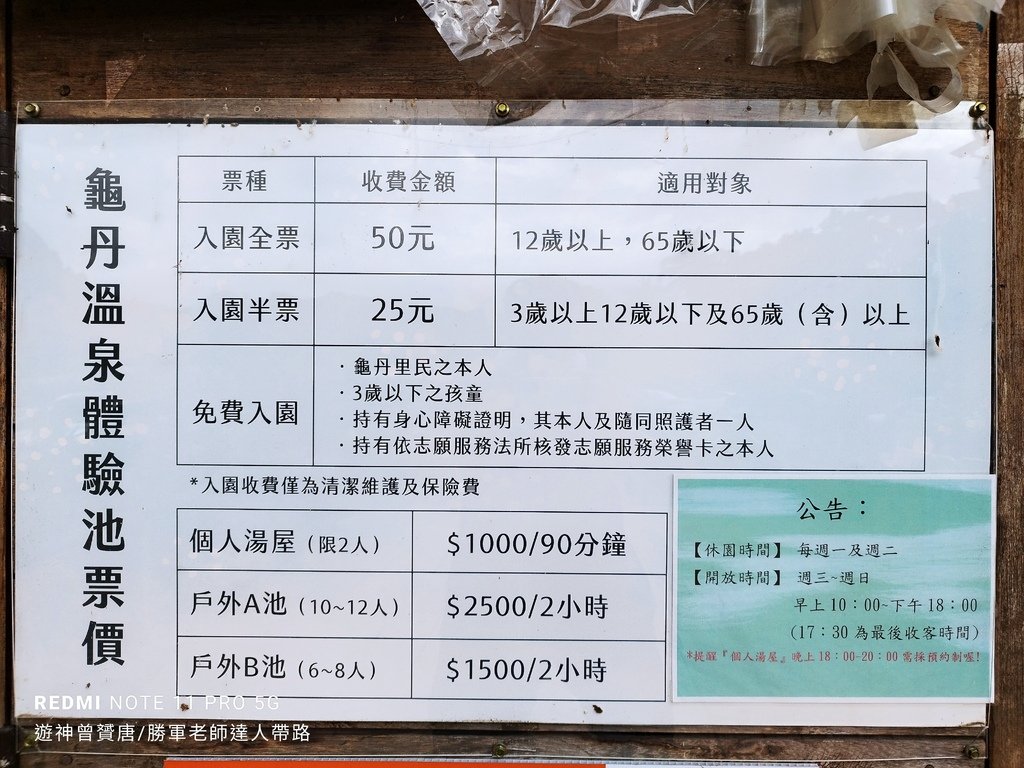 龜丹溫泉體驗池票價
票種 收費金額 適用對象
入園全票 50元 12歲以上，65歲以下
入園半票 25元 3歲以上12歲以下及65歲（含）以上
免費入園
·龜丹里民之本人
·3歲以下之孩童
·持有身心障礙證明，其本人及隨同照護者一人
·持有依志願服務法所核發志願服務榮譽卡之本人
*入園收費僅為清潔維護及保險費
個人湯屋（限2人） $1000/90分鐘
戶外A池（10~12人） $2500/2小時
戶外B池（6~8人） $1500/2小時
公告：
【休園時間】 每週一及週二
【開放時間】 週三~週日
早上10：00~下午18：00
(17：30 為最後收客時間)
*提醒『個人湯屋』晚上18：00-20：00需採預約制喔!
REDMI NOTE 11 PRO 5G
遊神曾贇唐/勝軍老師達人帶路